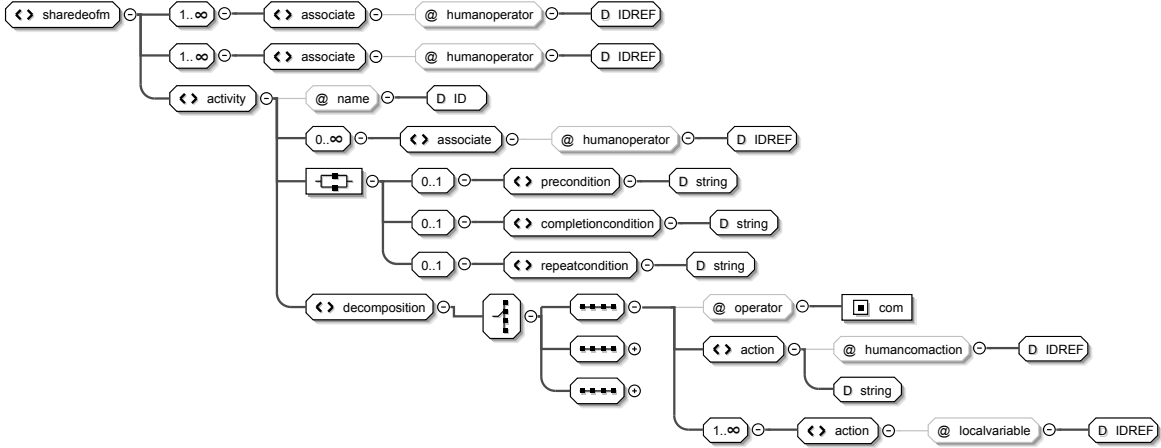 sharedeofm 1..∞ associate @ humanoperator D IDREF
1..∞ associate @ humanoperator D IDREF
activity @ name D ID
0..∞ associate @ humanoperator D IDREF
0..1 precondition D string
0..1 completioncondition D string
0..1 repeatcondition D string
decomposition @ operator com
action @ humancomaction D IDREF
D string
1..∞ action @ localvariable D IDREF